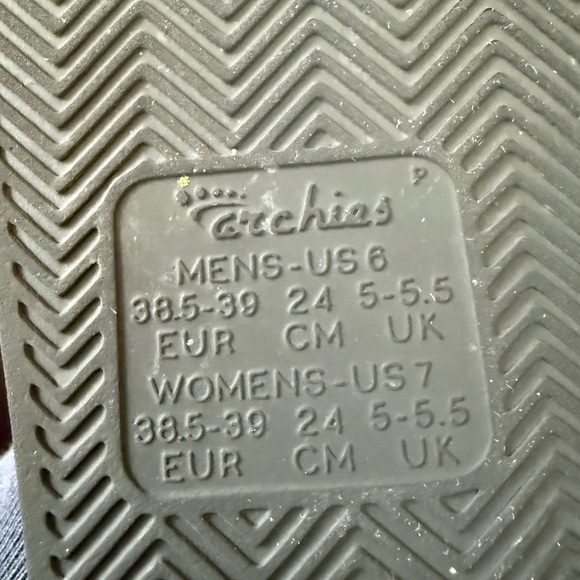 P
archies
MENS-US 6
38.5-39 24 5-5.5
EUR CM UK
WOMENS-US 7
38.5-39 24 5-5.5
EUR CM UK